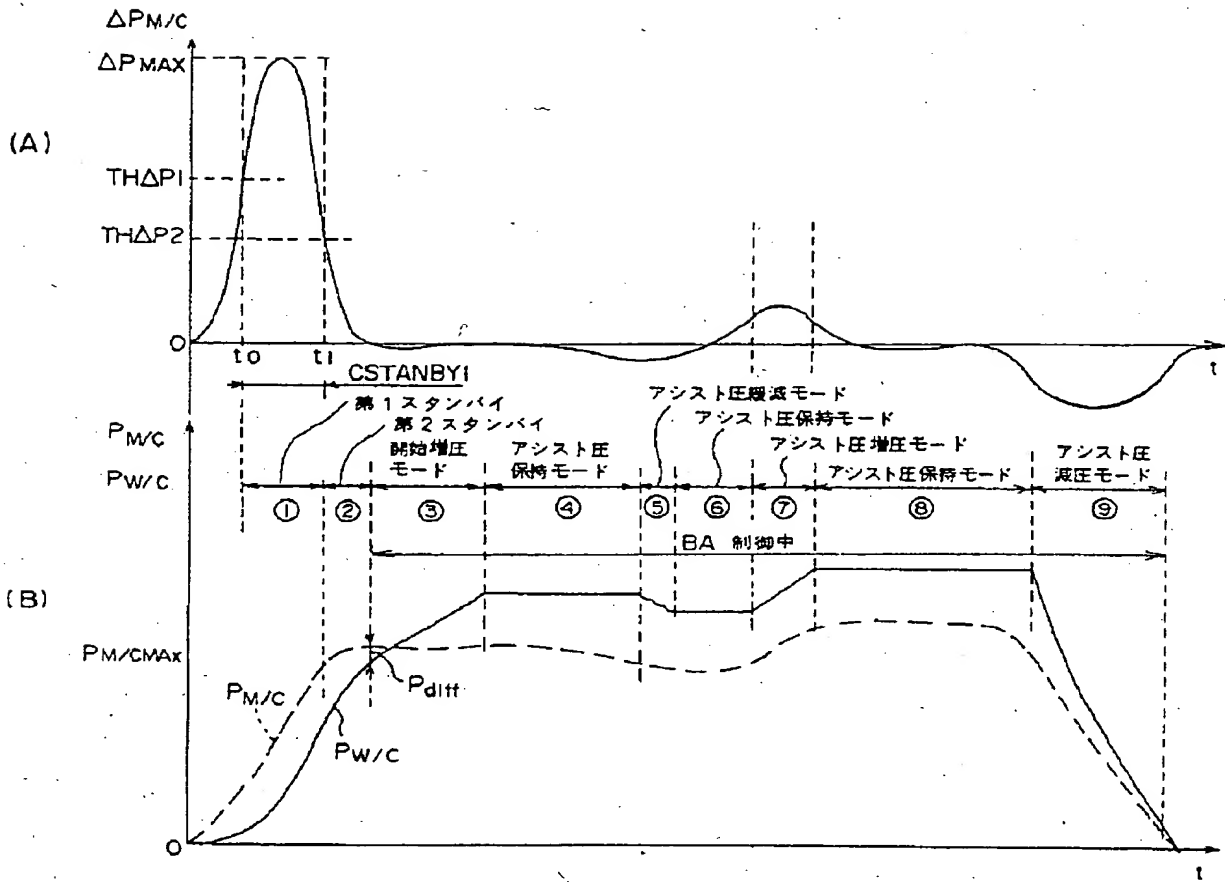 ΔPM/C
ΔPMAX
(A)
THΔP1
THΔP2
0
t0
t1
t
CSTANBY1
第1スタンバイ
第2スタンバイ
開始増圧
モード
アシスト圧
保持モード
アシスト圧緩減モード
アシスト圧保持モード
アシスト圧増圧モード
アシスト圧保持モード
アシスト圧
減圧モード
PM/C
PW/C
①
②
③
④
⑤
⑥
⑦
⑧
⑨
BA 制御中
(B)
PM/CMAX
Pdiff
PM/C
PW/C
0
t